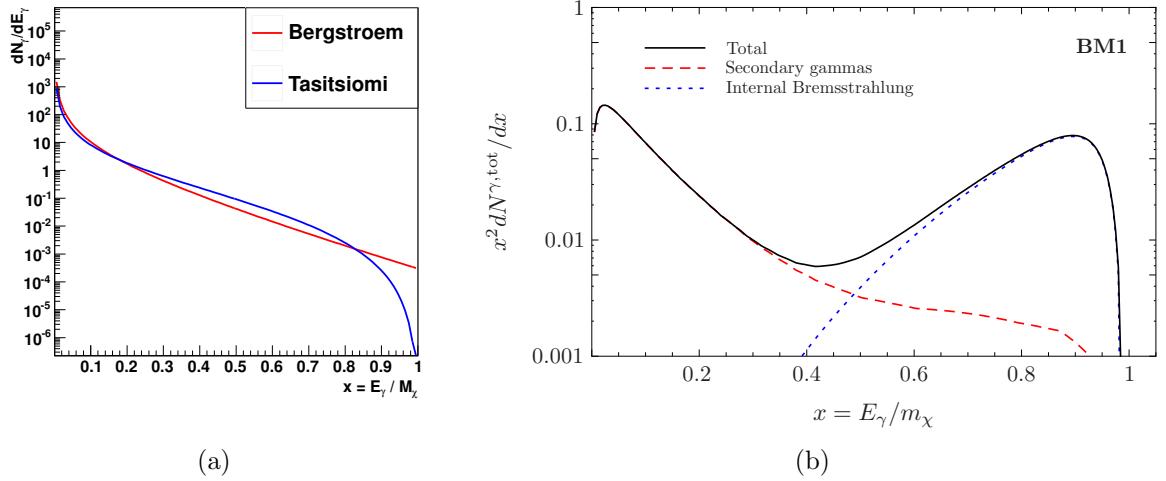 dN_γ/dE_γ
Bergstroem
Tasitsiomi
10^5
10^4
10^3
10^2
10
1
10^-1
10^-2
10^-3
10^-4
10^-5
10^-6
0.1 0.2 0.3 0.4 0.5 0.6 0.7 0.8 0.9 1
x = E_γ / M_χ
(a)
x^2 dN^γ,tot/dx
1
0.1
0.01
0.001
Total
Secondary gammas
Internal Bremsstrahlung
BM1
0.2 0.4 0.6 0.8 1
x = E_γ/m_χ
(b)